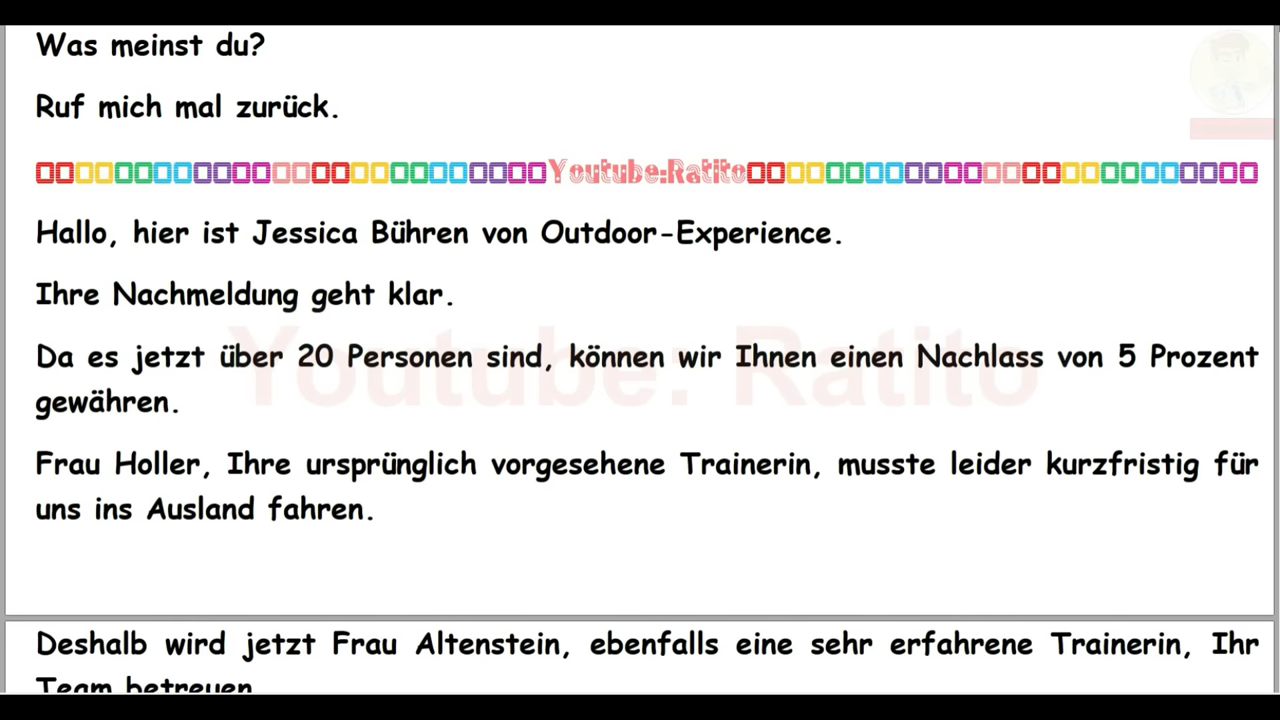 Was meinst du?
Ruf mich mal zurück.
Youtube:Ratito
Hallo, hier ist Jessica Bühren von Outdoor-Experience.
Ihre Nachmeldung geht klar.
Da es jetzt über 20 Personen sind, können wir Ihnen einen Nachlass von 5 Prozent
gewähren.
Youtube: Ratito
Frau Holler, Ihre ursprünglich vorgesehene Trainerin, musste leider kurzfristig für
uns ins Ausland fahren.
Deshalb wird jetzt Frau Altenstein, ebenfalls eine sehr erfahrene Trainerin, Ihr
Team betreuen